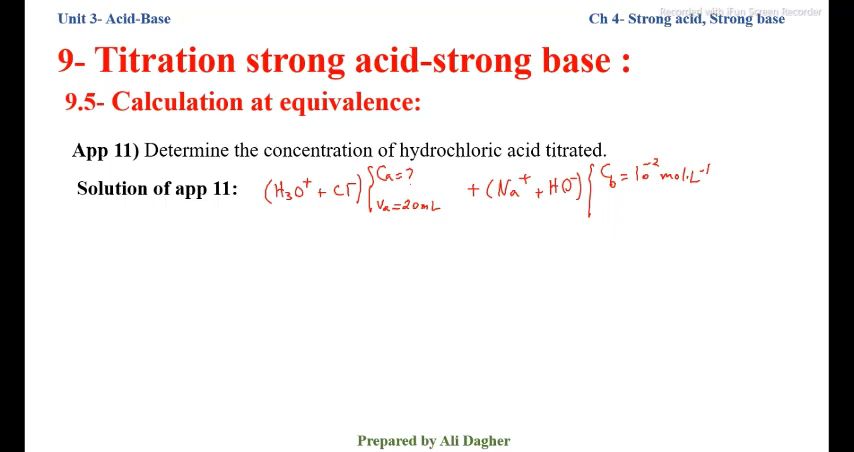 Recorded with iFun Screen Recorder
Unit 3- Acid-Base
Ch 4- Strong acid, Strong base
9- Titration strong acid-strong base :
9.5- Calculation at equivalence:
App 11) Determine the concentration of hydrochloric acid titrated.
Solution of app 11: (H₃O⁺ + Cl⁻) { Ca = ? Va = 20 mL + (Na⁺ + HO⁻) { Cb = 10⁻² mol.L⁻¹
Prepared by Ali Dagher